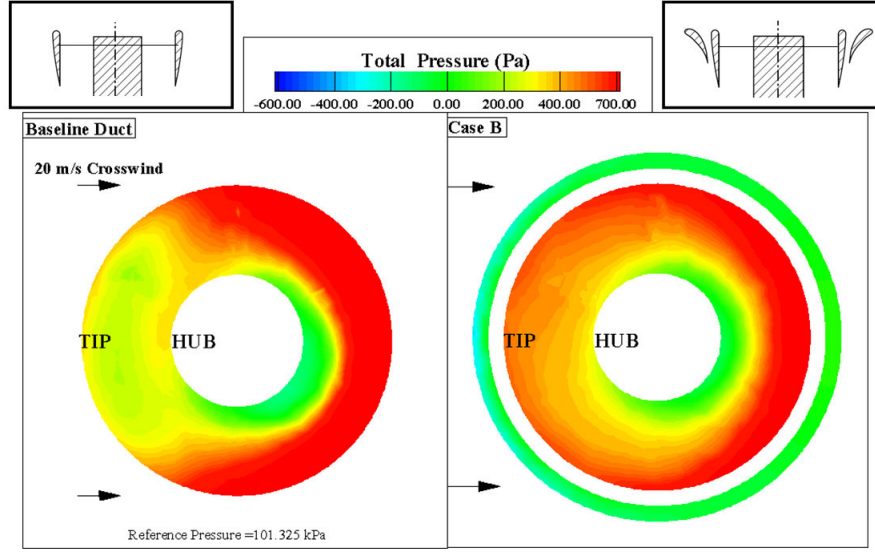 Total Pressure (Pa)
-600.00 -400.00 -200.00 0.00 200.00 400.00 700.00
Baseline Duct
Case B
20 m/s Crosswind
TIP
HUB
TIP
HUB
Reference Pressure =101.325 kPa